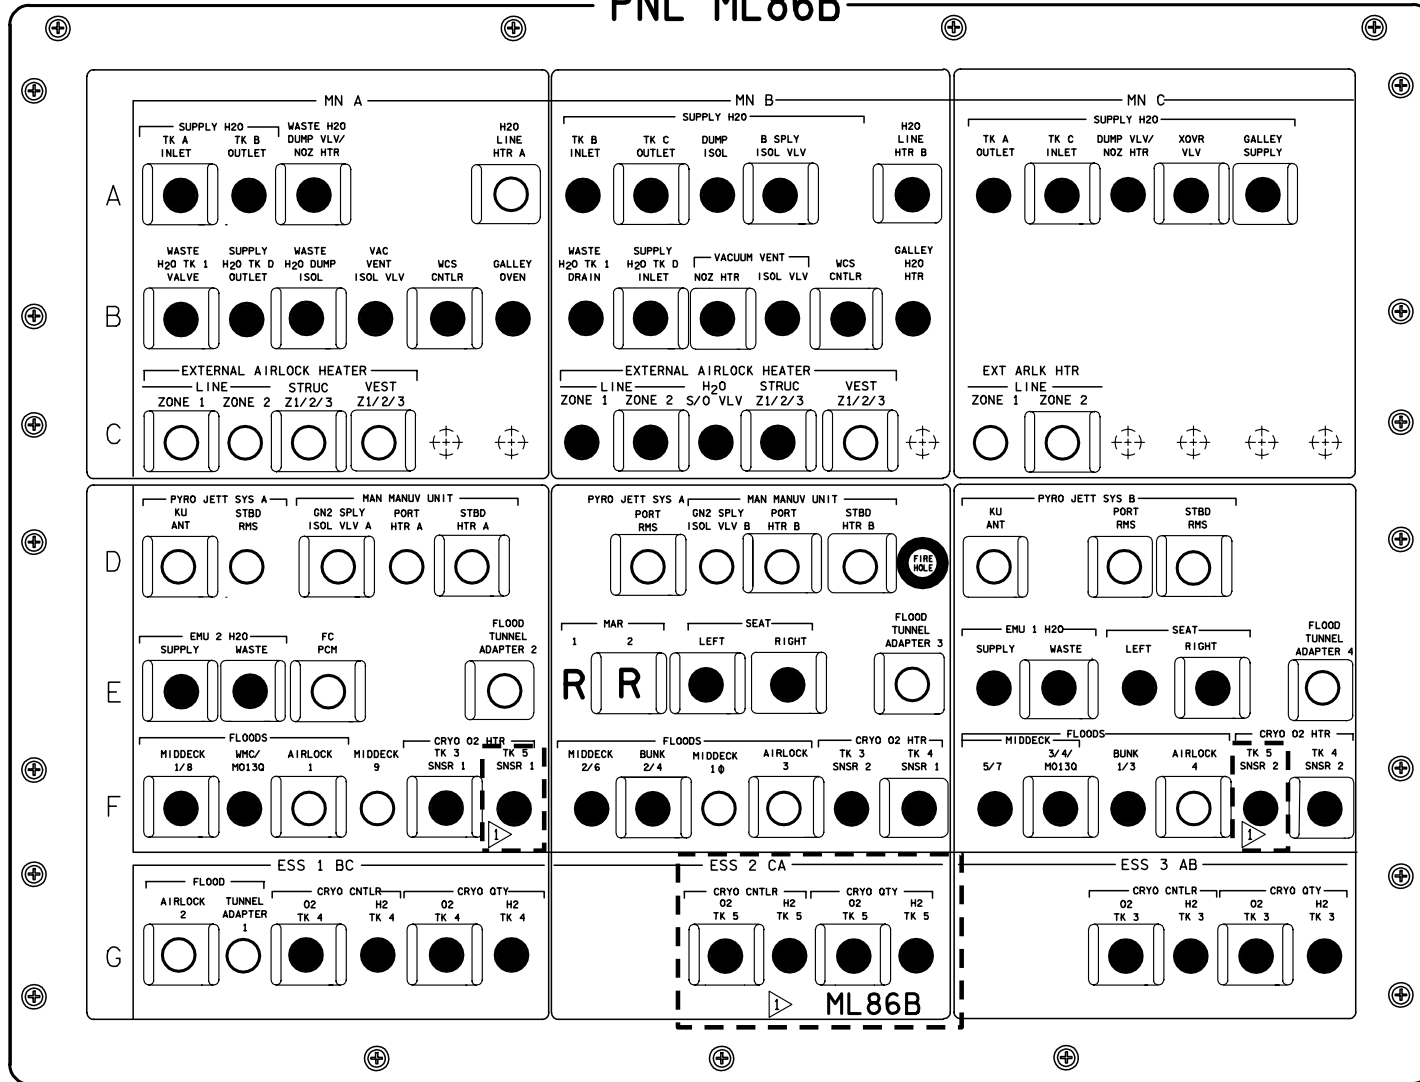 PNL ML86B
MN A
MN B
MN C
SUPPLY H2O
WASTE H2O
DUMP VLV/
NOZ HTR
TK A
INLET
TK B
OUTLET
H2O
LINE
HTR A
SUPPLY H2O
TK B
INLET
TK C
OUTLET
DUMP
ISOL
B SPLY
ISOL VLV
H2O
LINE
HTR B
SUPPLY H2O
TK A
OUTLET
TK C
INLET
DUMP VLV/
NOZ HTR
XOVR
VLV
GALLEY
SUPPLY
A
WASTE
H2O TK 1
VALVE
SUPPLY
H2O TK D
OUTLET
WASTE
H2O DUMP
ISOL
VAC
VENT
ISOL VLV
WCS
CNTLR
GALLEY
OVEN
WASTE
H2O TK 1
DRAIN
SUPPLY
H2O TK D
INLET
VACUUM VENT
NOZ HTR
ISOL VLV
WCS
CNTLR
GALLEY
H2O
HTR
B
EXTERNAL AIRLOCK HEATER
LINE
ZONE 1
ZONE 2
STRUC
Z1/2/3
VEST
Z1/2/3
EXTERNAL AIRLOCK HEATER
LINE
ZONE 1
ZONE 2
H2O
S/O VLV
STRUC
Z1/2/3
VEST
Z1/2/3
EXT ARLK HTR
LINE
ZONE 1
ZONE 2
C
PYRO JETT SYS A
KU
ANT
STBD
RMS
MAN MANUV UNIT
GN2 SPLY
ISOL VLV A
PORT
HTR A
STBD
HTR A
PYRO JETT SYS A
PORT
RMS
MAN MANUV UNIT
GN2 SPLY
ISOL VLV B
PORT
HTR B
STBD
HTR B
FIRE
HOLE
PYRO JETT SYS B
KU
ANT
PORT
RMS
STBD
RMS
D
EMU 2 H2O
SUPPLY
WASTE
FC
PCM
FLOOD
TUNNEL
ADAPTER 2
MAR
1
2
R
R
SEAT
LEFT
RIGHT
FLOOD
TUNNEL
ADAPTER 3
EMU 1 H2O
SUPPLY
WASTE
SEAT
LEFT
RIGHT
FLOOD
TUNNEL
ADAPTER 4
E
FLOODS
MIDDECK
1/8
WMC/
MO13Q
AIRLOCK
1
MIDDECK
9
CRYO O2 HTR
TK 3
SNSR 1
TK 5
SNSR 1
1
FLOODS
MIDDECK
2/6
BUNK
2/4
MIDDECK
10
AIRLOCK
3
CRYO O2 HTR
TK 3
SNSR 2
TK 4
SNSR 1
FLOODS
MIDDECK
5/7
3/4/
MO13Q
BUNK
1/3
AIRLOCK
4
CRYO O2 HTR
TK 5
SNSR 2
TK 4
SNSR 2
1
F
ESS 1 BC
ESS 2 CA
ESS 3 AB
FLOOD
AIRLOCK
2
TUNNEL
ADAPTER
1
CRYO CNTLR
O2
TK 4
H2
TK 4
CRYO QTY
O2
TK 4
H2
TK 4
CRYO CNTLR
O2
TK 5
H2
TK 5
CRYO QTY
O2
TK 5
H2
TK 5
CRYO CNTLR
O2
TK 3
H2
TK 3
CRYO QTY
O2
TK 3
H2
TK 3
G
1
ML86B